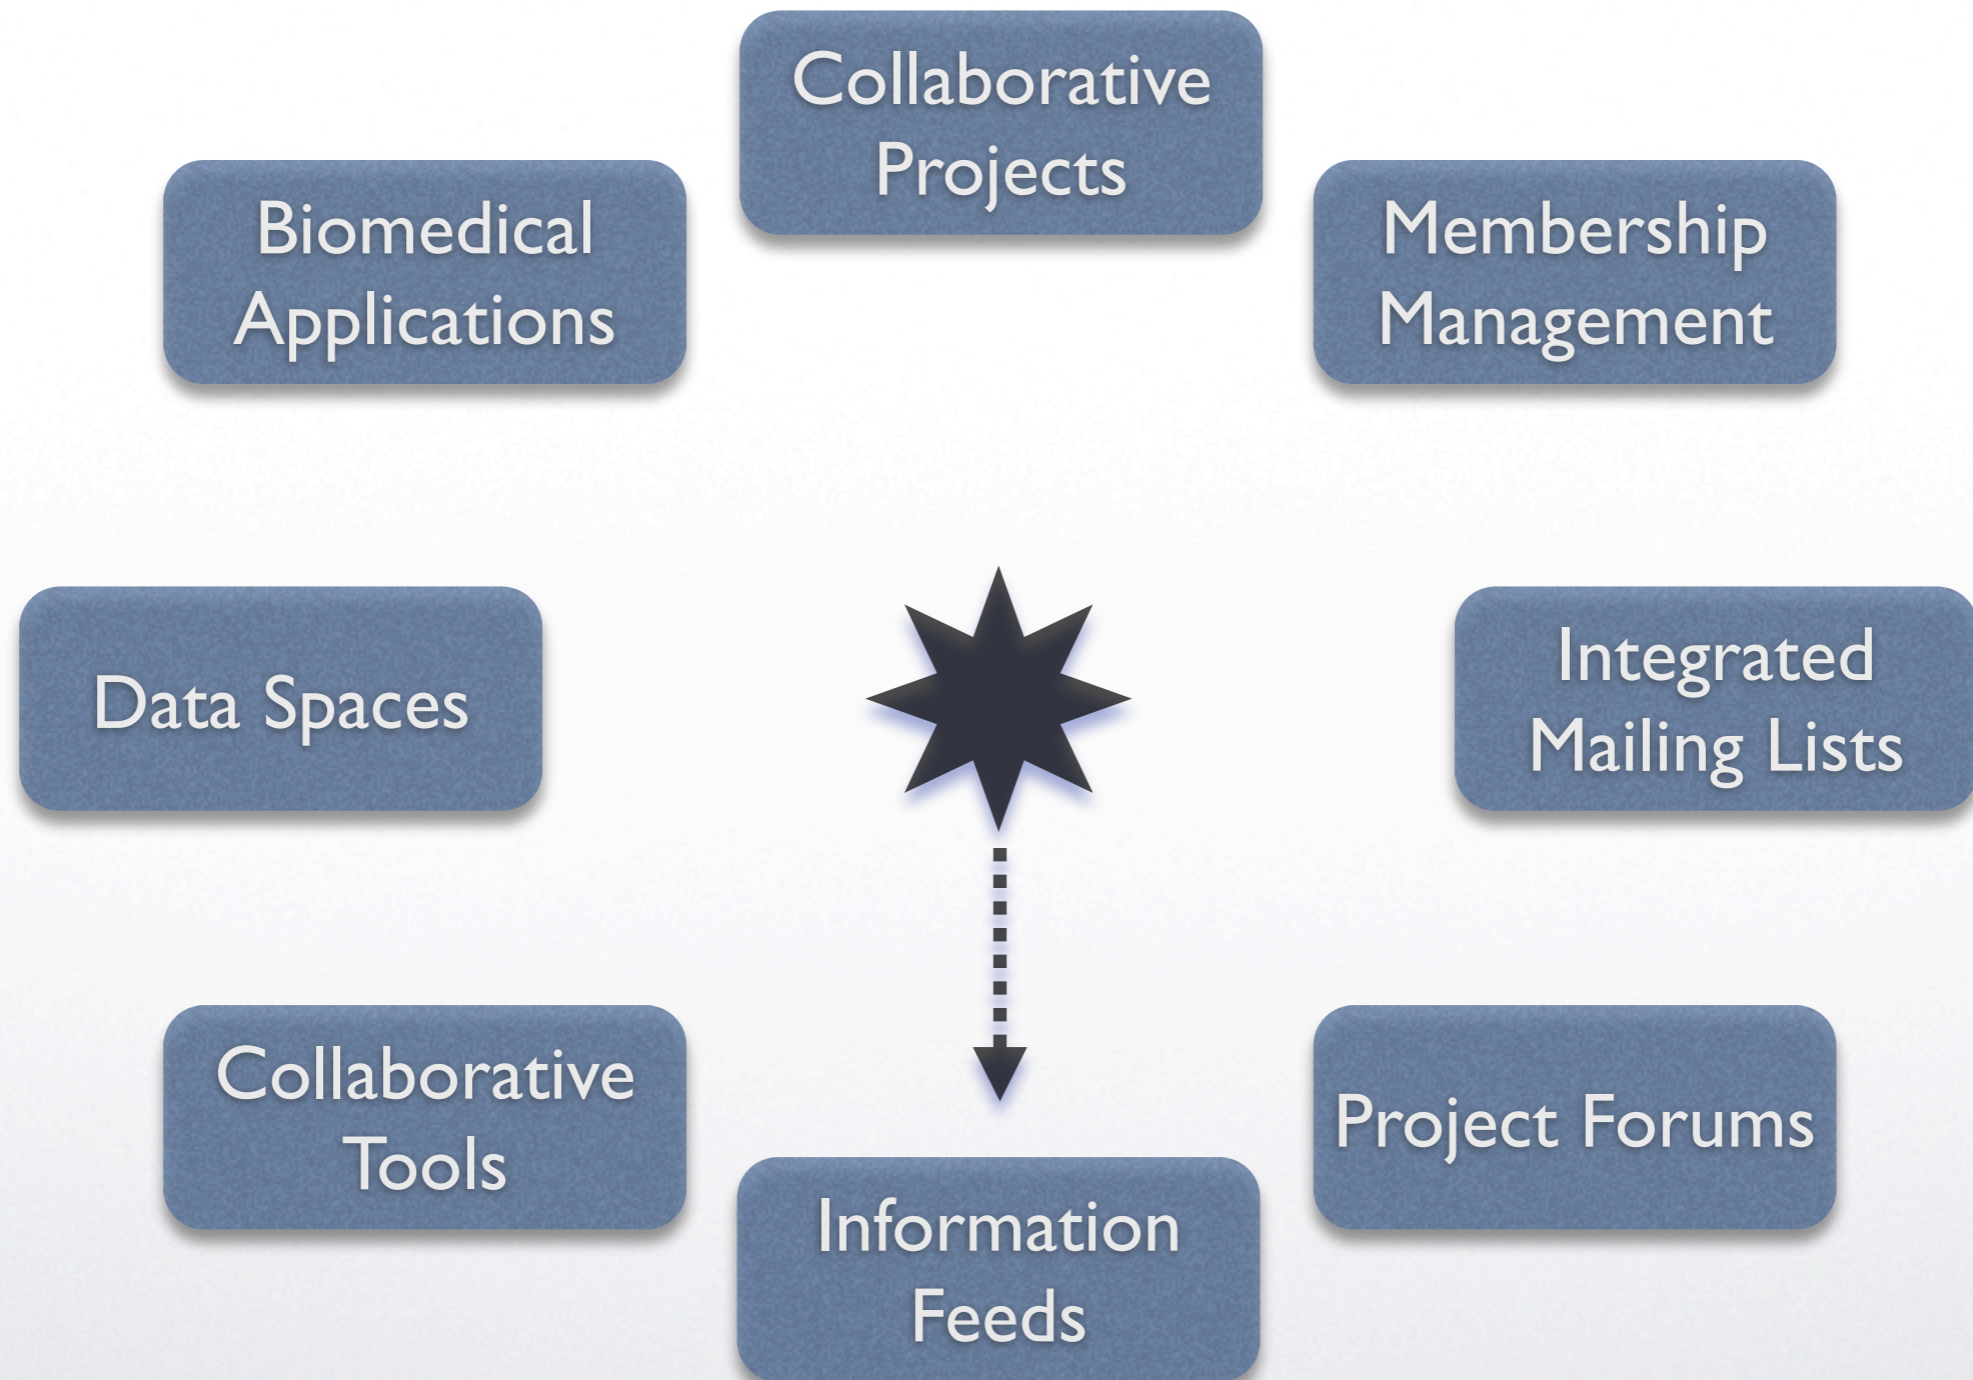 Collaborative
Projects
Biomedical
Applications
Membership
Management
Data Spaces
Integrated
Mailing Lists
Collaborative
Tools
Project Forums
Information
Feeds